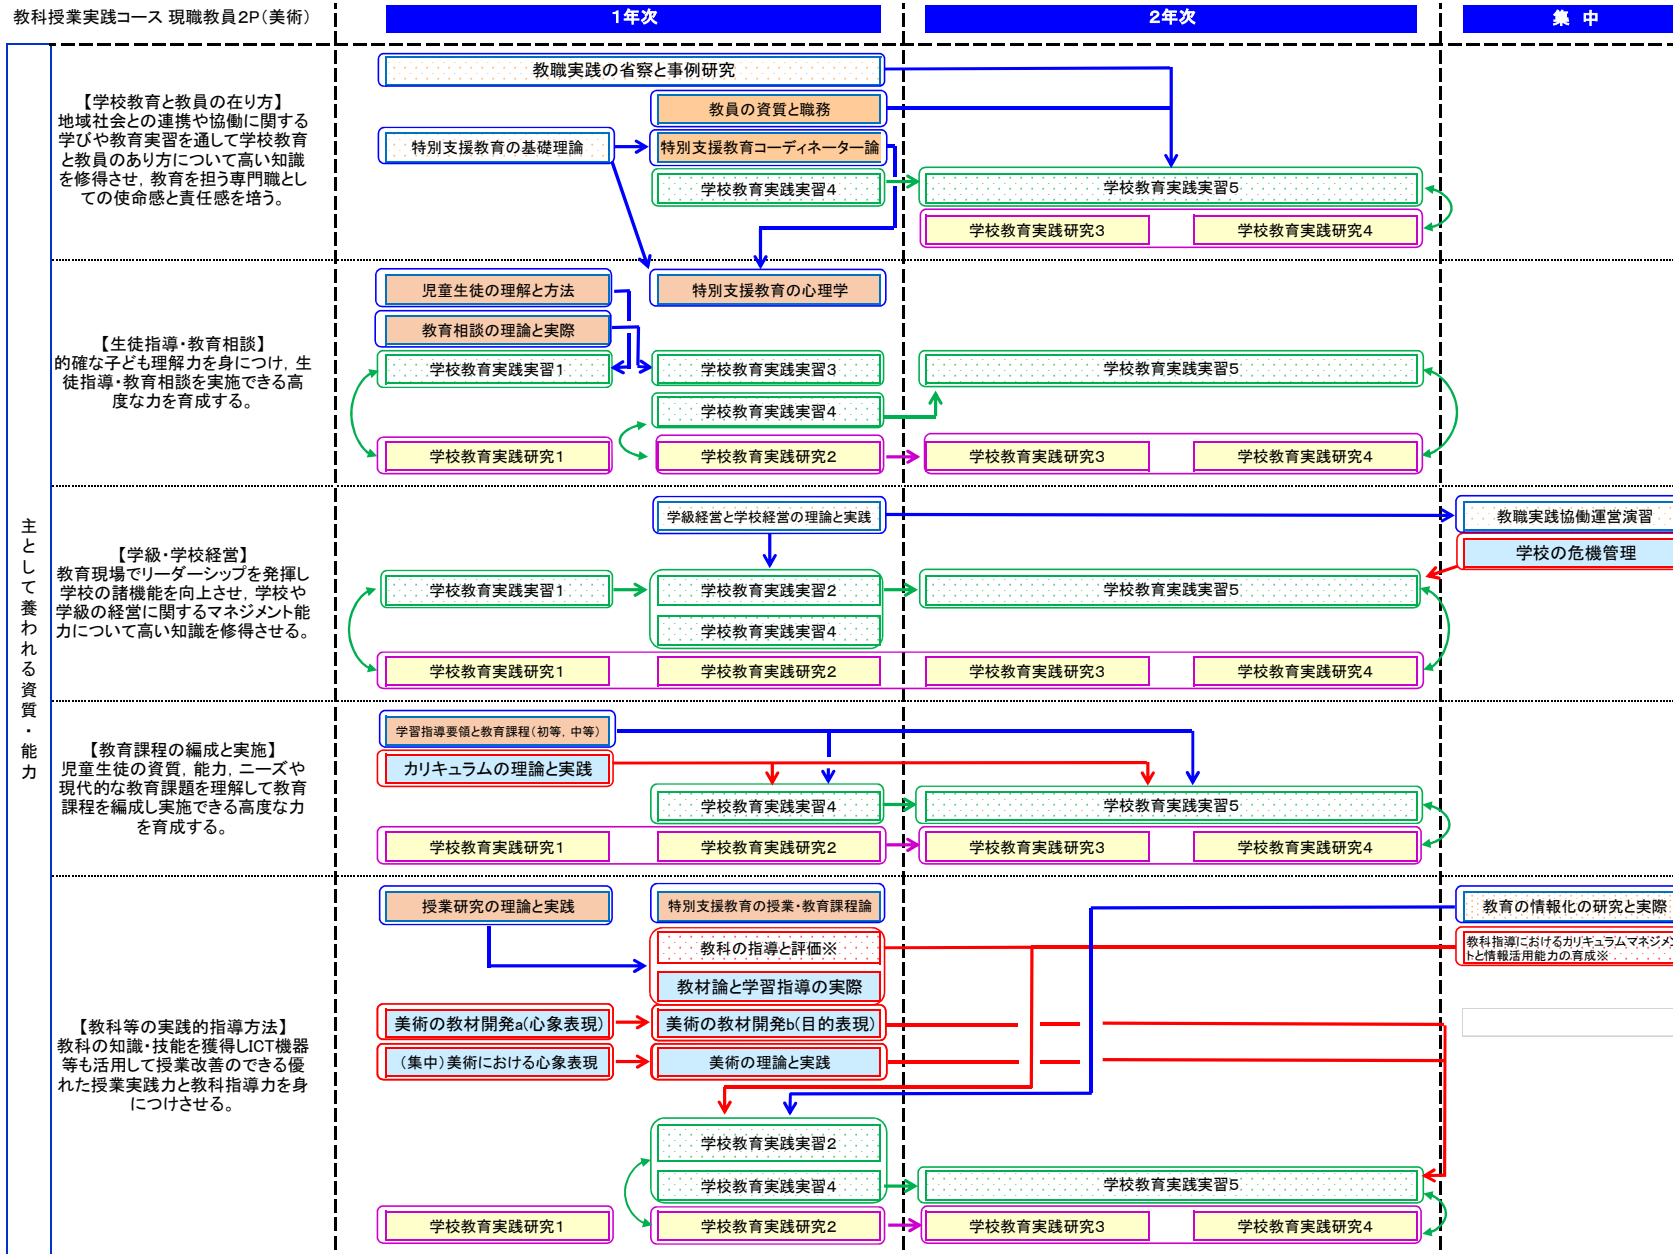 教科授業実践コース 現職教員2P(美術)
1年次
2年次
集 中
主として養われる資質・能力
【学校教育と教員の在り方】
地域社会との連携や協働に関する
学びや教育実習を通して学校教育
と教員のあり方について高い知識
を修得させ, 教育を担う専門職とし
ての使命感と責任感を培う。
教職実践の省察と事例研究
教員の資質と職務
特別支援教育の基礎理論
特別支援教育コーディネーター論
学校教育実践実習4
学校教育実践実習5
学校教育実践研究3
学校教育実践研究4
【生徒指導・教育相談】
的確な子ども理解力を身につけ, 生
徒指導・教育相談を実施できる高
度な力を育成する。
児童生徒の理解と方法
特別支援教育の心理学
教育相談の理論と実際
学校教育実践実習1
学校教育実践実習3
学校教育実践実習5
学校教育実践実習4
学校教育実践研究1
学校教育実践研究2
学校教育実践研究3
学校教育実践研究4
【学級・学校経営】
教育現場でリーダーシップを発揮し
学校の諸機能を向上させ, 学校や
学級の経営に関するマネジメント能
力について高い知識を修得させる。
学級経営と学校経営の理論と実践
教職実践協働運営演習
学校の危機管理
学校教育実践実習1
学校教育実践実習2
学校教育実践実習5
学校教育実践実習4
学校教育実践研究1
学校教育実践研究2
学校教育実践研究3
学校教育実践研究4
【教育課程の編成と実施】
児童生徒の資質, 能力, ニーズや
現代的な教育課題を理解して教育
課程を編成し実施できる高度な力
を育成する。
学習指導要領と教育課程(初等, 中等)
カリキュラムの理論と実践
学校教育実践実習4
学校教育実践実習5
学校教育実践研究1
学校教育実践研究2
学校教育実践研究3
学校教育実践研究4
【教科等の実践的指導方法】
教科の知識・技能を獲得しICT機器
等も活用して授業改善のできる優
れた授業実践力と教科指導力を身
につけさせる。
授業研究の理論と実践
特別支援教育の授業・教育課程論
教育の情報化の研究と実際
教科の指導と評価※
教科指導におけるカリキュラムマネジメン
トと情報活用能力の育成※
教材論と学習指導の実際
美術の教材開発a(心象表現)
美術の教材開発b(目的表現)
(集中)美術における心象表現
美術の理論と実践
学校教育実践実習2
学校教育実践実習4
学校教育実践実習5
学校教育実践研究1
学校教育実践研究2
学校教育実践研究3
学校教育実践研究4